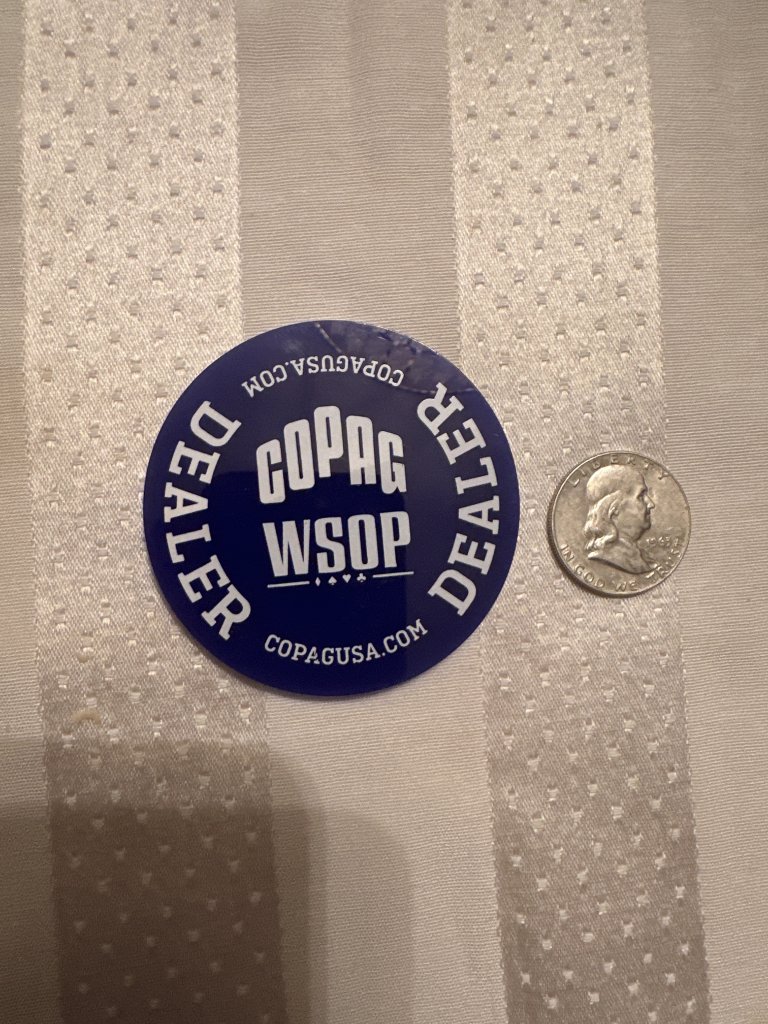 COPAGUSA.COM
DEALER
DEALER
COPAG
WSOP
COPAGUSA.COM
LIBERTY
IN GOD WE TRUST